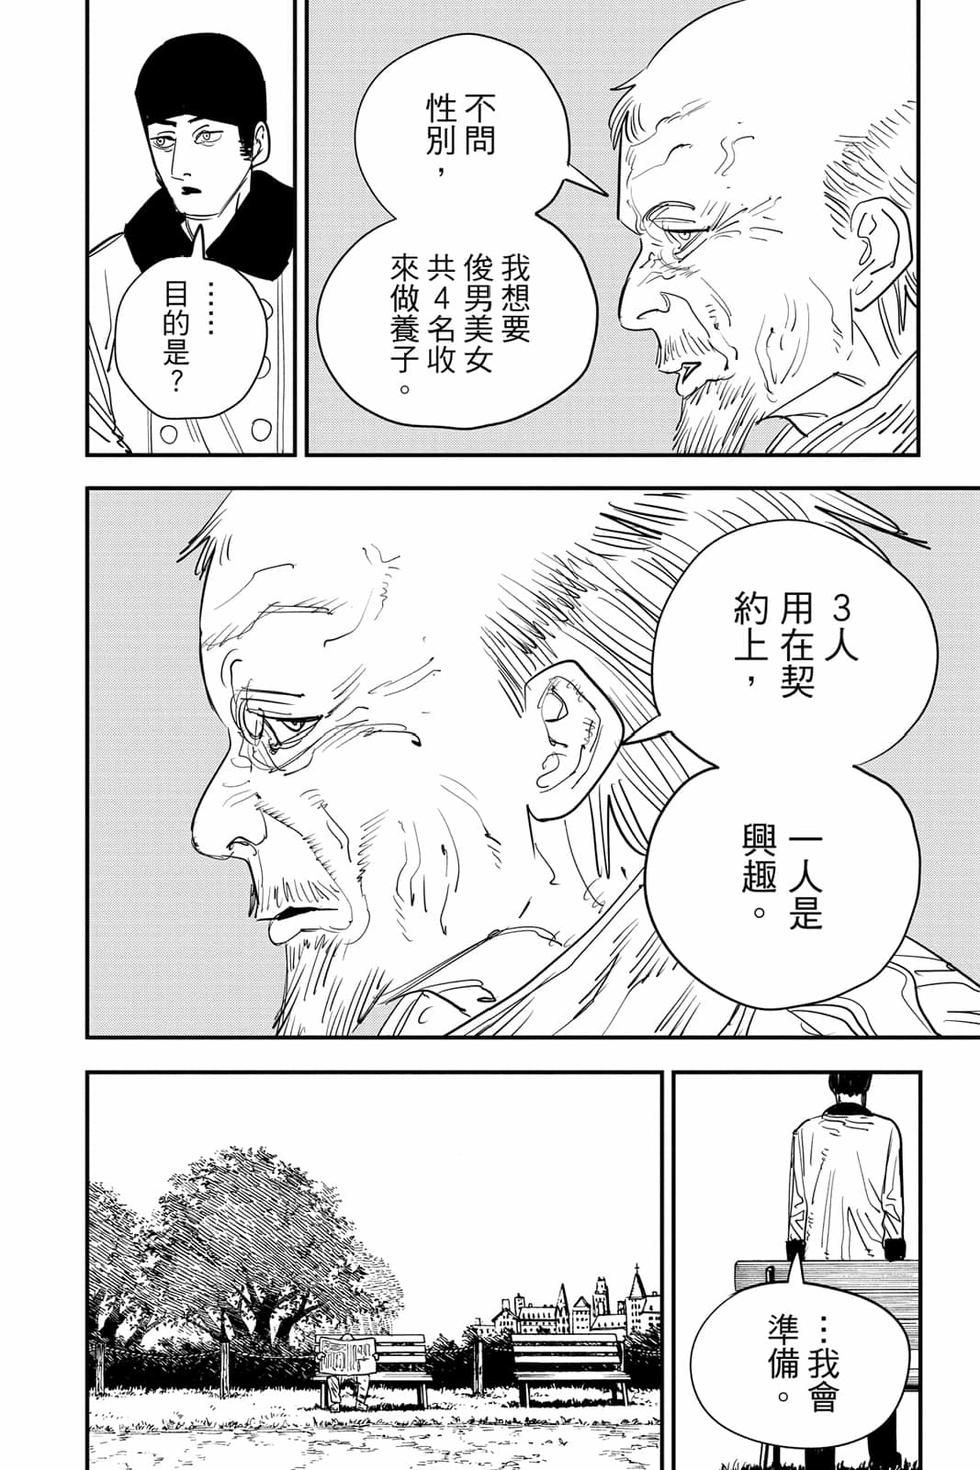 不問
性別，
我想要
俊男美女
共4名收
來做養子。
……
目的是？
3人
用在契
約上，
一人是
興趣。
…我會
準備。